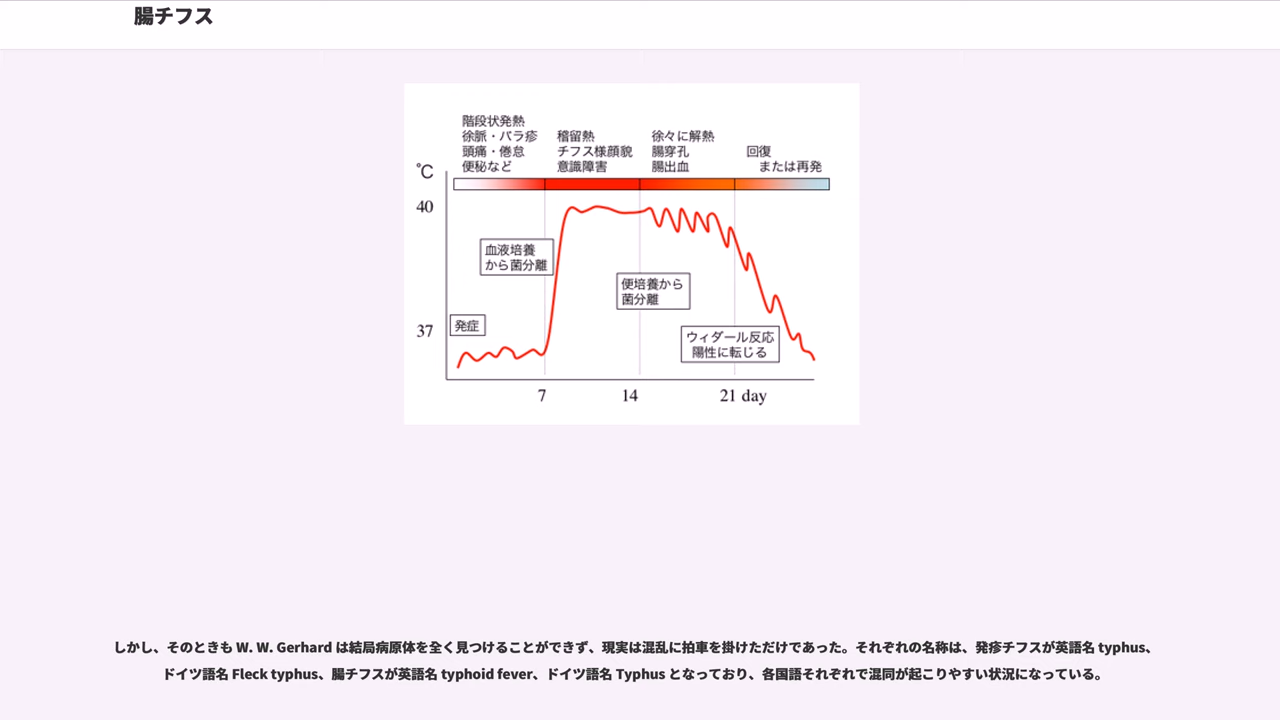 腸チフス
階段状発熱
徐脈・バラ疹
頭痛・倦怠
便秘など
稽留熱
チフス様顔貌
意識障害
徐々に解熱
腸穿孔
腸出血
回復
または再発
℃
40
37
血液培養
から菌分離
発症
便培養から
菌分離
ウィダール反応
陽性に転じる
7
14
21 day
しかし、そのときも W. W. Gerhard は結局病原体を全く見つけることができず、現実は混乱に拍車を掛けただけであった。それぞれの名称は、発疹チフスが英語名 typhus、
ドイツ語名 Fleck typhus、腸チフスが英語名 typhoid fever、ドイツ語名 Typhus となっており、各国語それぞれで混同が起こりやすい状況になっている。